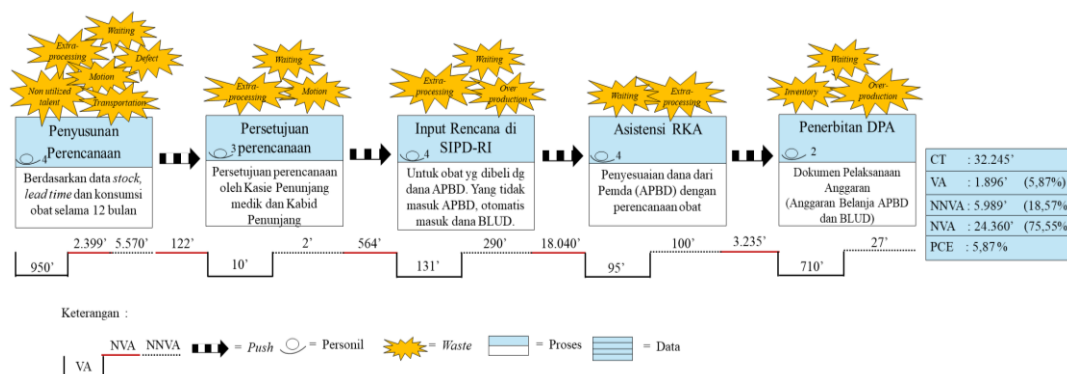 Waiting
Extra-
processing
Defect
Motion
Non utilized
talent
Transportation
Penyusunan
Perencanaan
4
Berdasarkan data stock,
lead time dan konsumsi
obat selama 12 bulan
Waiting
Extra-
processing
Motion
Persetujuan
perencanaan
3
Persetujuan perencanaan
oleh Kasie Penunjang
medik dan Kabid
Penunjang
Waiting
Extra-
processing
Over
production
Input Rencana di
SIPD-RI
4
Untuk obat yg dibeli dg
dana APBD. Yang tidak
masuk APBD, otomatis
masuk dana BLUD.
Waiting
Extra-
processing
Asistensi RKA
4
Penyesuaian dana dari
Pemda (APBD) dengan
perencanaan obat
Waiting
Inventory
Over-
production
Penerbitan DPA
2
Dokumen Pelaksanaan
Anggaran
(Anggaran Belanja APBD
dan BLUD)
CT : 32.245’
VA : 1.896’ (5,87%)
NNVA : 5.989’ (18,57%)
NVA : 24.360’ (75,55%
PCE : 5,87%
2.399’ 5.570’ 122’ 2’ 564’ 290’ 18.040’ 100’ 3.235’ 27’
950’ 10’ 131’ 95’ 710’
Keterangan :
NVA NNVA
VA
= Push
= Personil
= Waste
= Proses
= Data